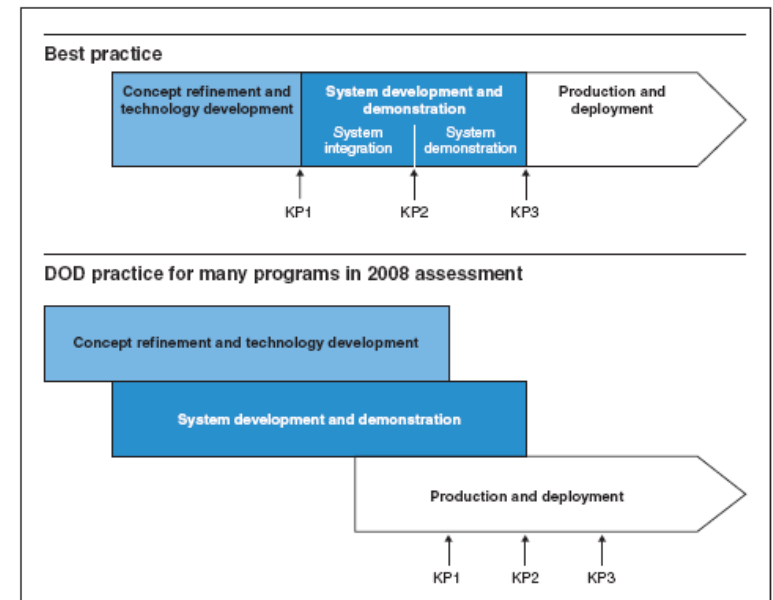 Best practice
Concept refinement and
technology development
System development and
demonstration
System
integration
System
demonstration
Production and
deployment
KP1
KP2
KP3
DOD practice for many programs in 2008 assessment
Concept refinement and technology development
System development and demonstration
Production and deployment
KP1
KP2
KP3